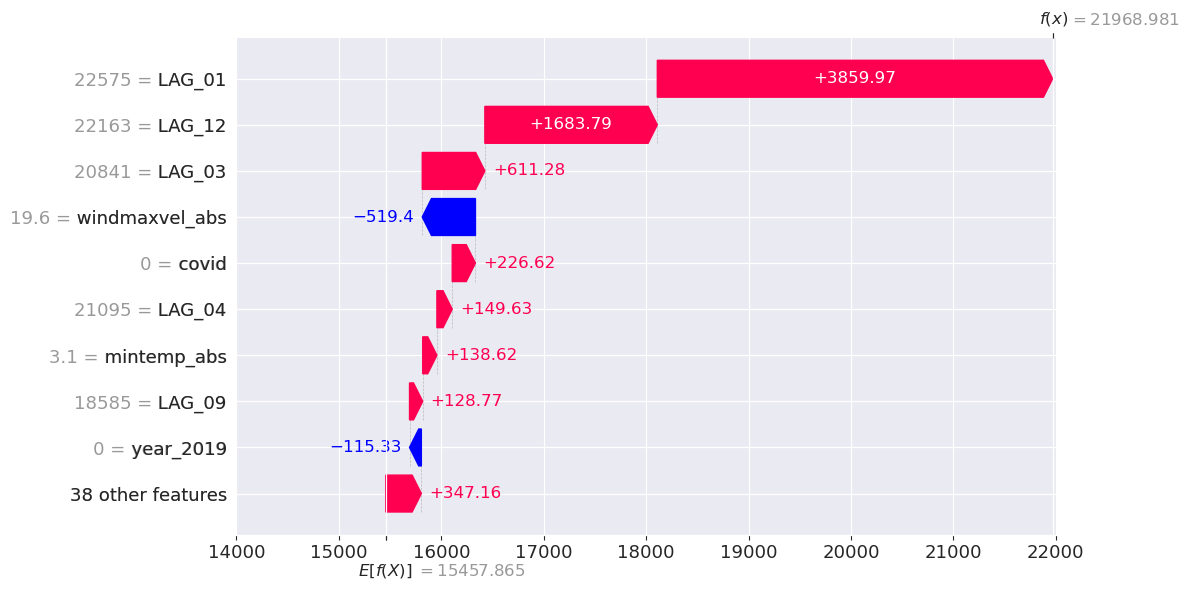 f(x) = 21968.981
22575 = LAG_01 +3859.97
22163 = LAG_12 +1683.79
20841 = LAG_03 +611.28
19.6 = windmaxvel_abs −519.4
0 = covid +226.62
21095 = LAG_04 +149.63
3.1 = mintemp_abs +138.62
18585 = LAG_09 +128.77
0 = year_2019 −115.33
38 other features +347.16
14000 15000 16000 17000 18000 19000 20000 21000 22000
E[f(X)] = 15457.865